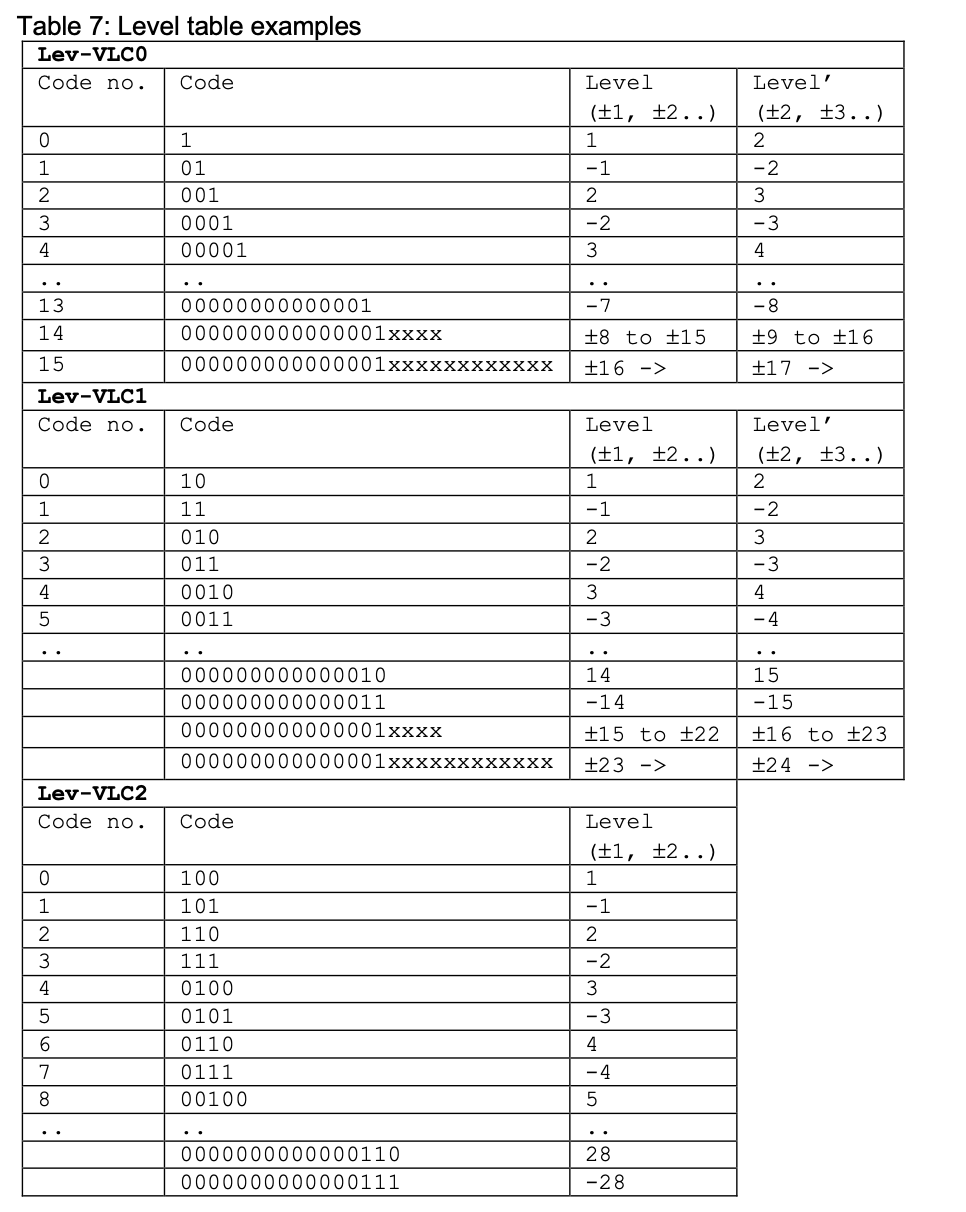 Table 7: Level table examples
Lev-VLC0
Code no. Code Level Level’
(±1, ±2..) (±2, ±3..)
0 1 1 2
1 01 -1 -2
2 001 2 3
3 0001 -2 -3
4 00001 3 4
.. .. .. ..
13 00000000000001 -7 -8
14 000000000000001xxxx ±8 to ±15 ±9 to ±16
15 000000000000001xxxxxxxxxxxx ±16 -> ±17 ->
Lev-VLC1
Code no. Code Level Level’
(±1, ±2..) (±2, ±3..)
0 10 1 2
1 11 -1 -2
2 010 2 3
3 011 -2 -3
4 0010 3 4
5 0011 -3 -4
.. .. .. ..
000000000000010 14 15
000000000000011 -14 -15
000000000000001xxxx ±15 to ±22 ±16 to ±23
000000000000001xxxxxxxxxxxx ±23 -> ±24 ->
Lev-VLC2
Code no. Code Level
(±1, ±2..)
0 100 1
1 101 -1
2 110 2
3 111 -2
4 0100 3
5 0101 -3
6 0110 4
7 0111 -4
8 00100 5
.. .. ..
0000000000000110 28
0000000000000111 -28